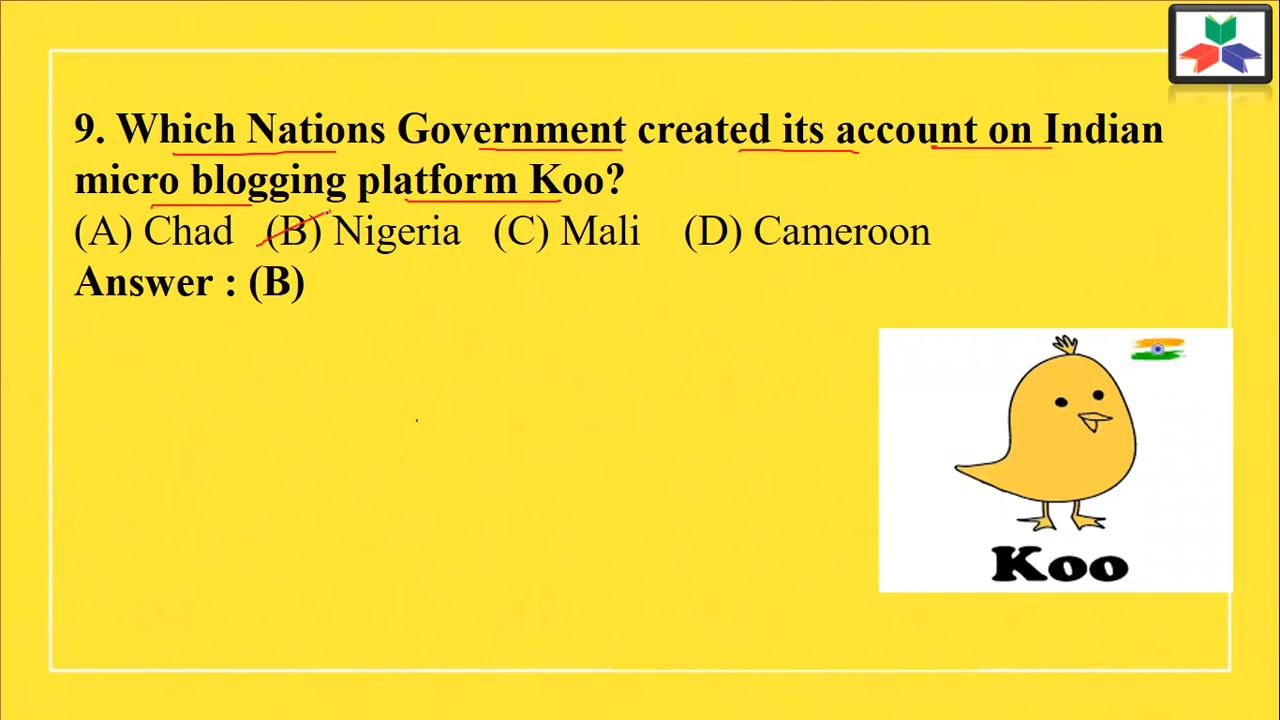 9. Which Nations Government created its account on Indian
micro blogging platform Koo?
(A) Chad (B) Nigeria (C) Mali (D) Cameroon
Answer : (B)
Koo